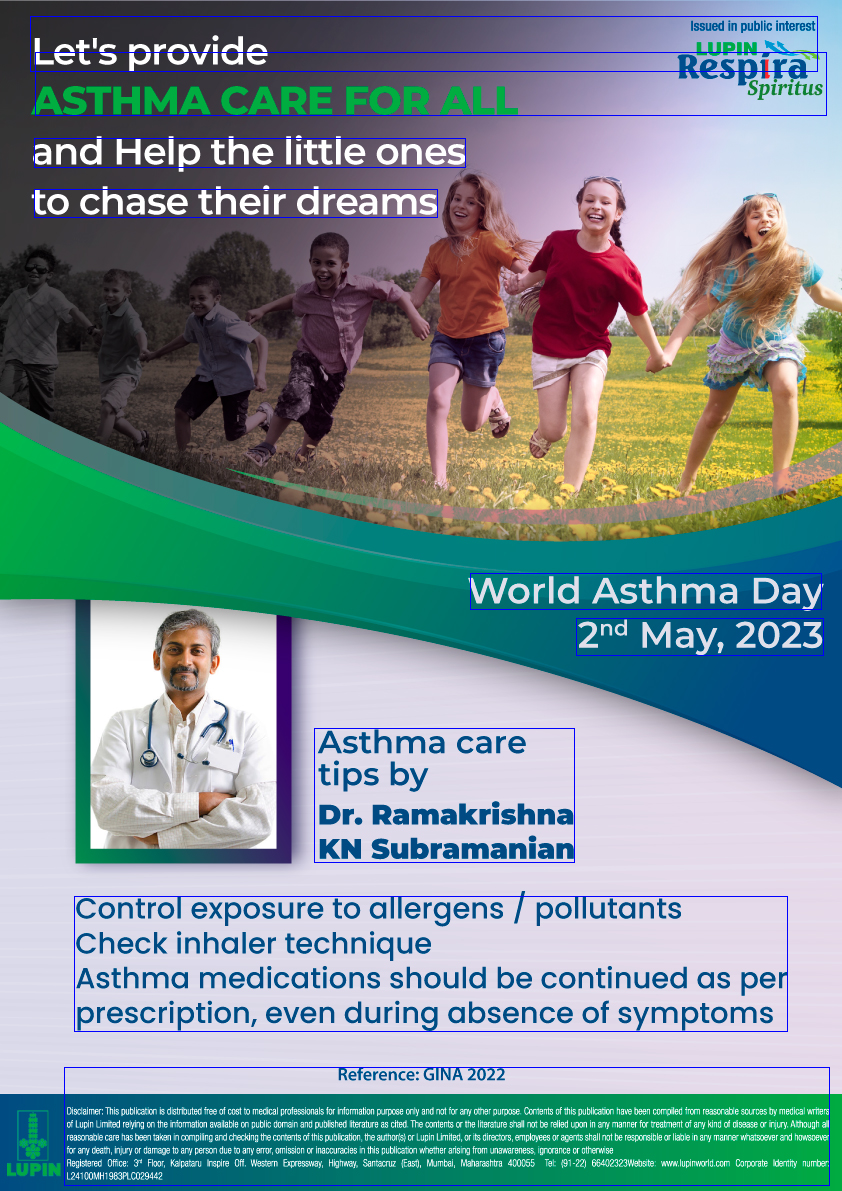 Issued in public interest
Let's provide
LUPIN
Respira
Spiritus
ASTHMA CARE FOR ALL
and Help the little ones
to chase their dreams
World Asthma Day
2nd May, 2023
Asthma care
tips by
Dr. Ramakrishna
KN Subramanian
Control exposure to allergens / pollutants
Check inhaler technique
Asthma medications should be continued as per
prescription, even during absence of symptoms
Reference: GINA 2022
Disclaimer: This publication is distributed free of cost to medical professionals for information purpose only and not for any other purpose. Contents of this publication have been compiled from reasonable sources by medical writers
of Lupin Limited relying on the information available on public domain and published literature as cited. The contents or the literature shall not be relied upon in any manner for treatment of any kind of disease or injury. Although all
reasonable care has been taken in compiling and checking the contents of this publication, the author(s) or Lupin Limited, or its directors, employees or agents shall not be responsible or liable in any manner whatsoever and howsoever
for any death, injury or damage to any person due to any error, omission or inaccuracies in this publication whether arising from unawareness, ignorance or otherwise
Registered Office: 3rd Floor, Kalpataru Inspire Off. Western Expressway, Highway, Santacruz (East), Mumbai, Maharashtra 400055 Tel: (91-22) 66402323Website: www.lupinworld.com Corporate Identity number:
L24100MH1983PLC029442
LUPIN